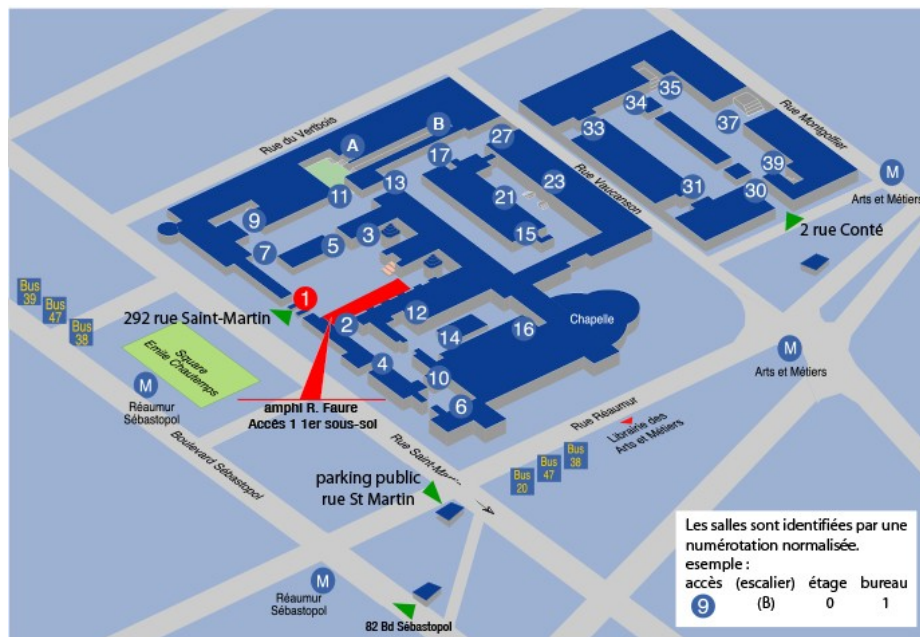 Rue du Vertbois
A
B
27
17
11
13
9
7
5
3
21
23
15
35
34
33
37
39
31
30
Rue Montgolfier
Rue Vaucanson
M
Arts et Métiers
2 rue Conté
Bus
39
Bus
47
Bus
38
292 rue Saint-Martin
1
2
12
14
16
4
10
6
Chapelle
Square
Emile Chautemps
M
Réaumur
Sébastopol
amphi R. Faure
Accès 1 1er sous-sol
M
Arts et Métiers
Rue Réaumur
Librairie des
Arts et Métiers
Bus
20
Bus
47
Bus
38
Boulevard Sébastopol
Rue Saint-Martin
parking public
rue St Martin
M
Réaumur
Sébastopol
82 Bd Sébastopol
Les salles sont identifiées par une
numérotation normalisée.
esemple :
accès (escalier) étage bureau
9 (B) 0 1